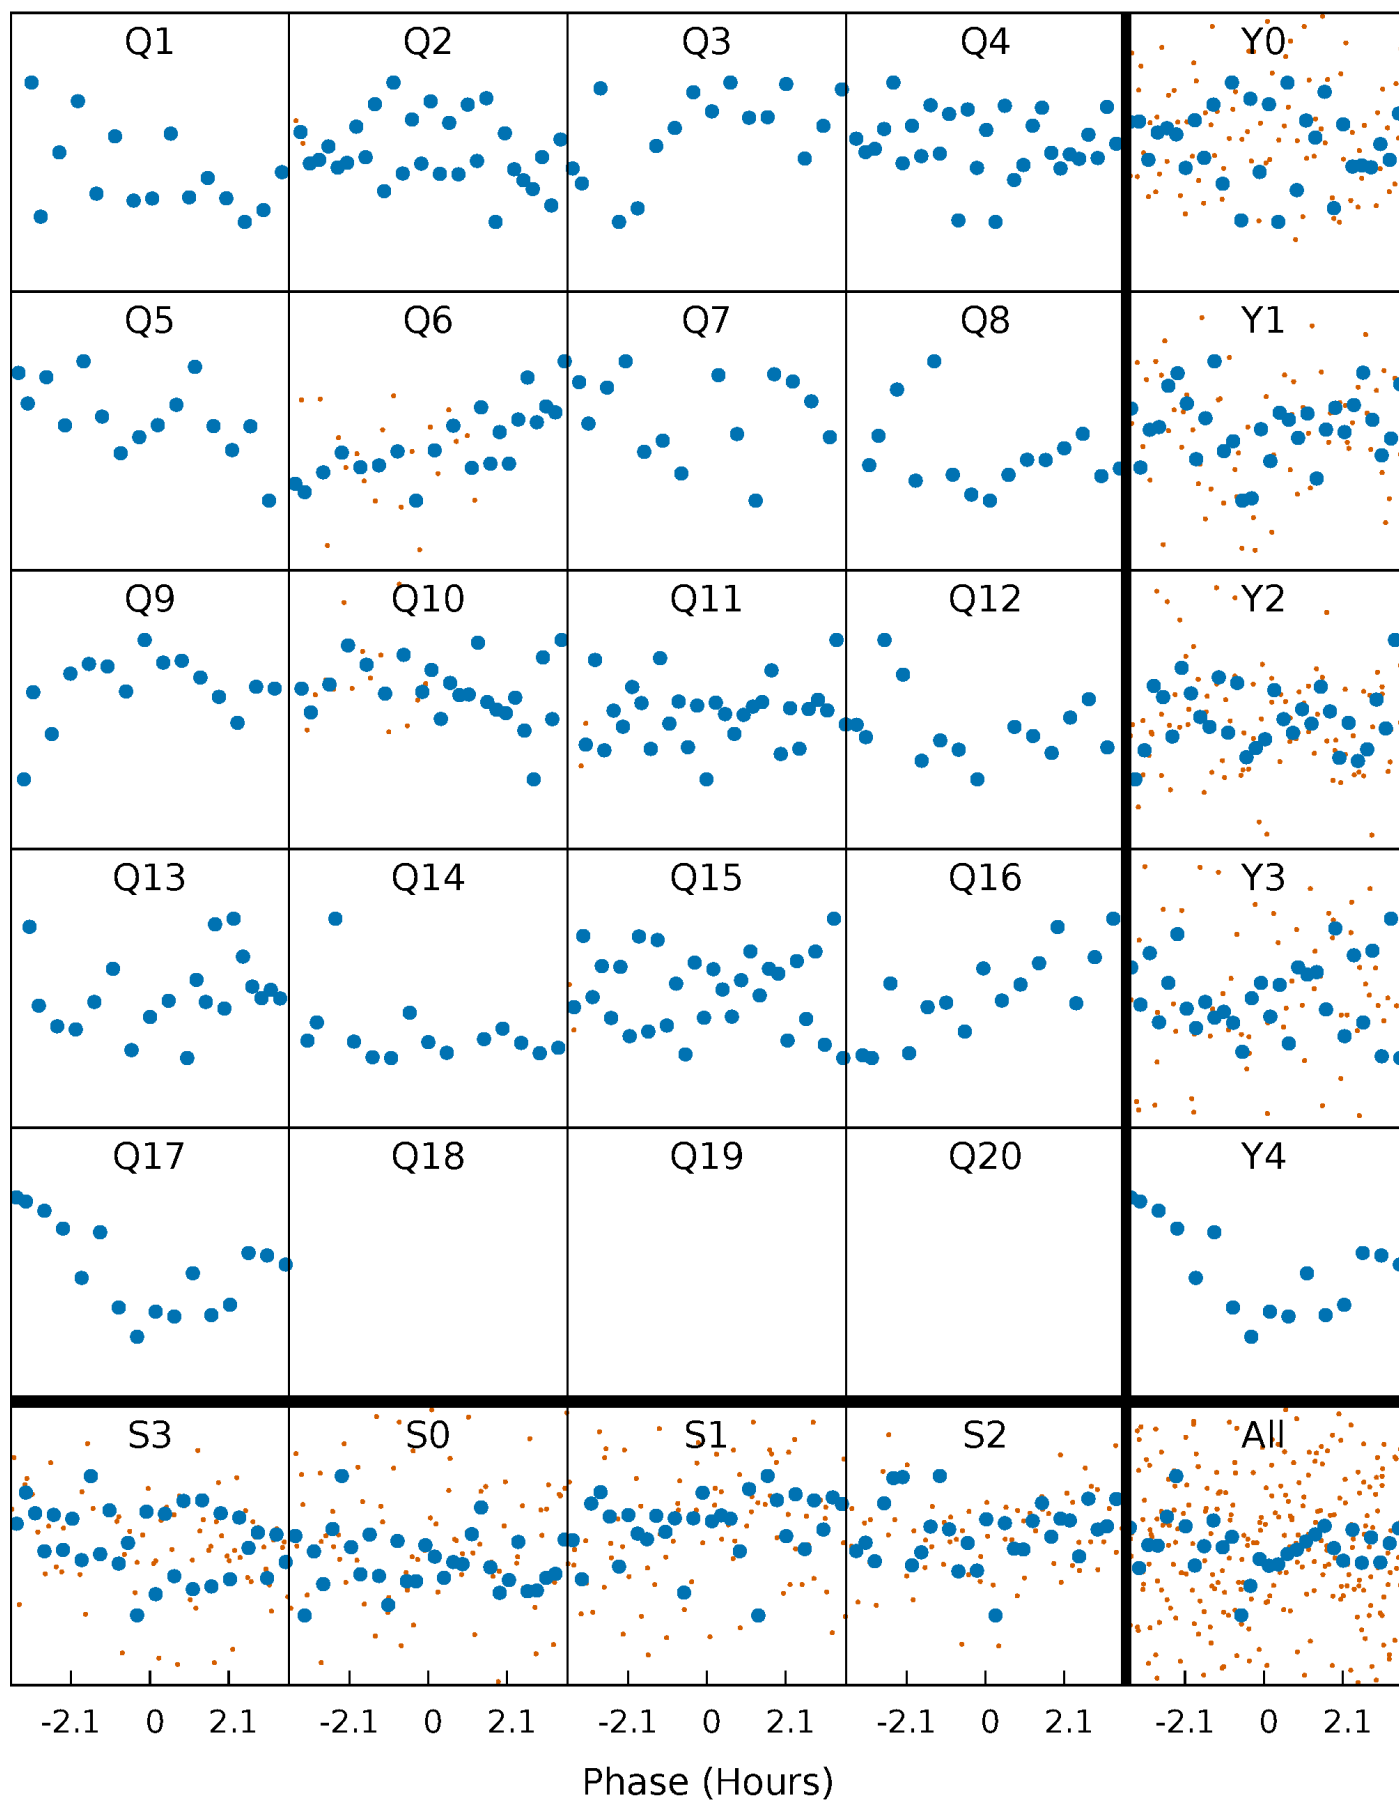 Q1 Q2 Q3 Q4 Y0
Q5 Q6 Q7 Q8 Y1
Q9 Q10 Q11 Q12 Y2
Q13 Q14 Q15 Q16 Y3
Q17 Q18 Q19 Q20 Y4
S3 S0 S1 S2 All
-2.1 0 2.1 -2.1 0 2.1 -2.1 0 2.1 -2.1 0 2.1 -2.1 0 2.1
Phase (Hours)